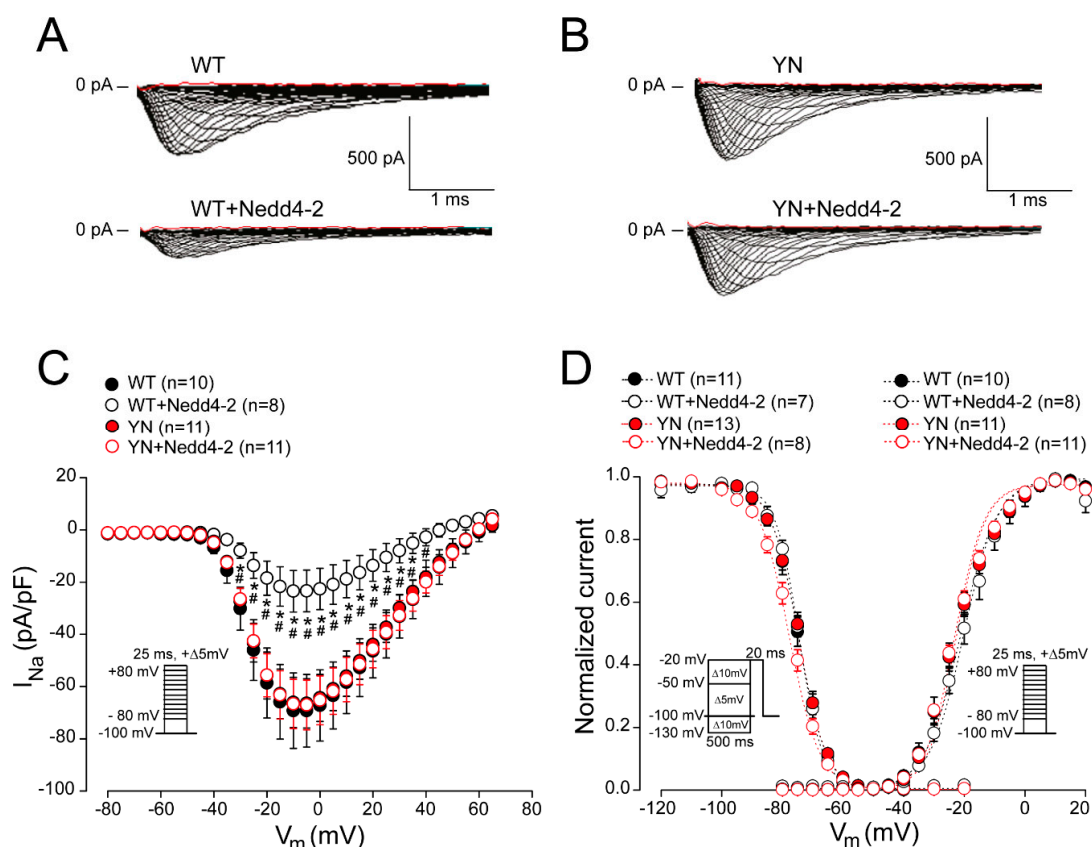 A
WT
0 pA
500 pA
1 ms
WT+Nedd4-2
0 pA
B
YN
0 pA
500 pA
1 ms
YN+Nedd4-2
0 pA
C
WT (n=10)
WT+Nedd4-2 (n=8)
YN (n=11)
YN+Nedd4-2 (n=11)
20
0
-20
-40
-60
-80
-100
I_Na (pA/pF)
* * * * * * * * * * * * * * *
# # # # # # # # # # # # # # #
25 ms, +Δ5mV
+80 mV
- 80 mV
-100 mV
-80 -60 -40 -20 0 20 40 60 80
V_m (mV)
D
WT (n=11)
WT+Nedd4-2 (n=7)
YN (n=13)
YN+Nedd4-2 (n=8)
WT (n=10)
WT+Nedd4-2 (n=8)
YN (n=11)
YN+Nedd4-2 (n=11)
1.0
0.8
0.6
0.4
0.2
0.0
Normalized current
20 ms
-20 mV
Δ10mV
-50 mV
Δ5mV
-100 mV
Δ10mV
-130 mV
500 ms
25 ms, +Δ5mV
+80 mV
- 80 mV
-100 mV
-120 -100 -80 -60 -40 -20 0 20
V_m (mV)